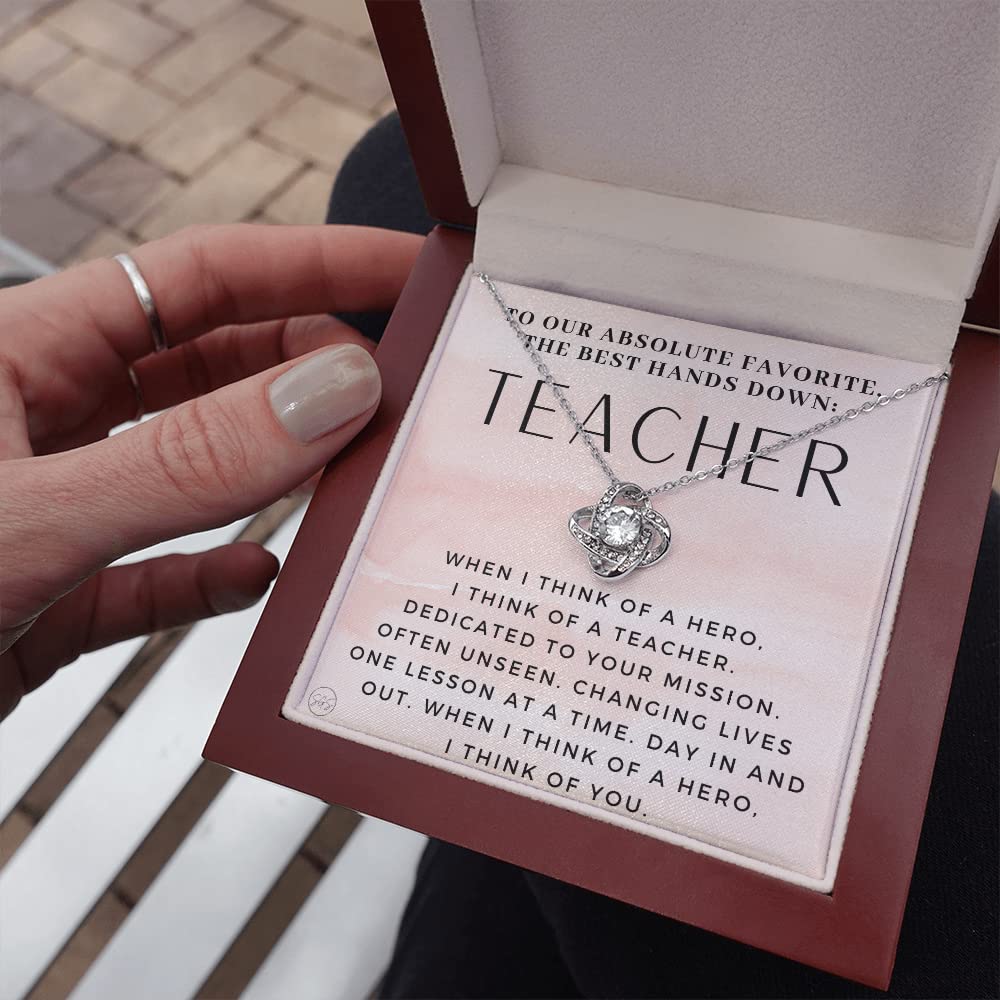 TO OUR ABSOLUTE FAVORITE,
THE BEST HANDS DOWN:
TEACHER
WHEN I THINK OF A HERO,
I THINK OF A TEACHER.
DEDICATED TO YOUR MISSION.
OFTEN UNSEEN. CHANGING LIVES
ONE LESSON AT A TIME. DAY IN AND
OUT. WHEN I THINK OF A HERO,
I THINK OF YOU.